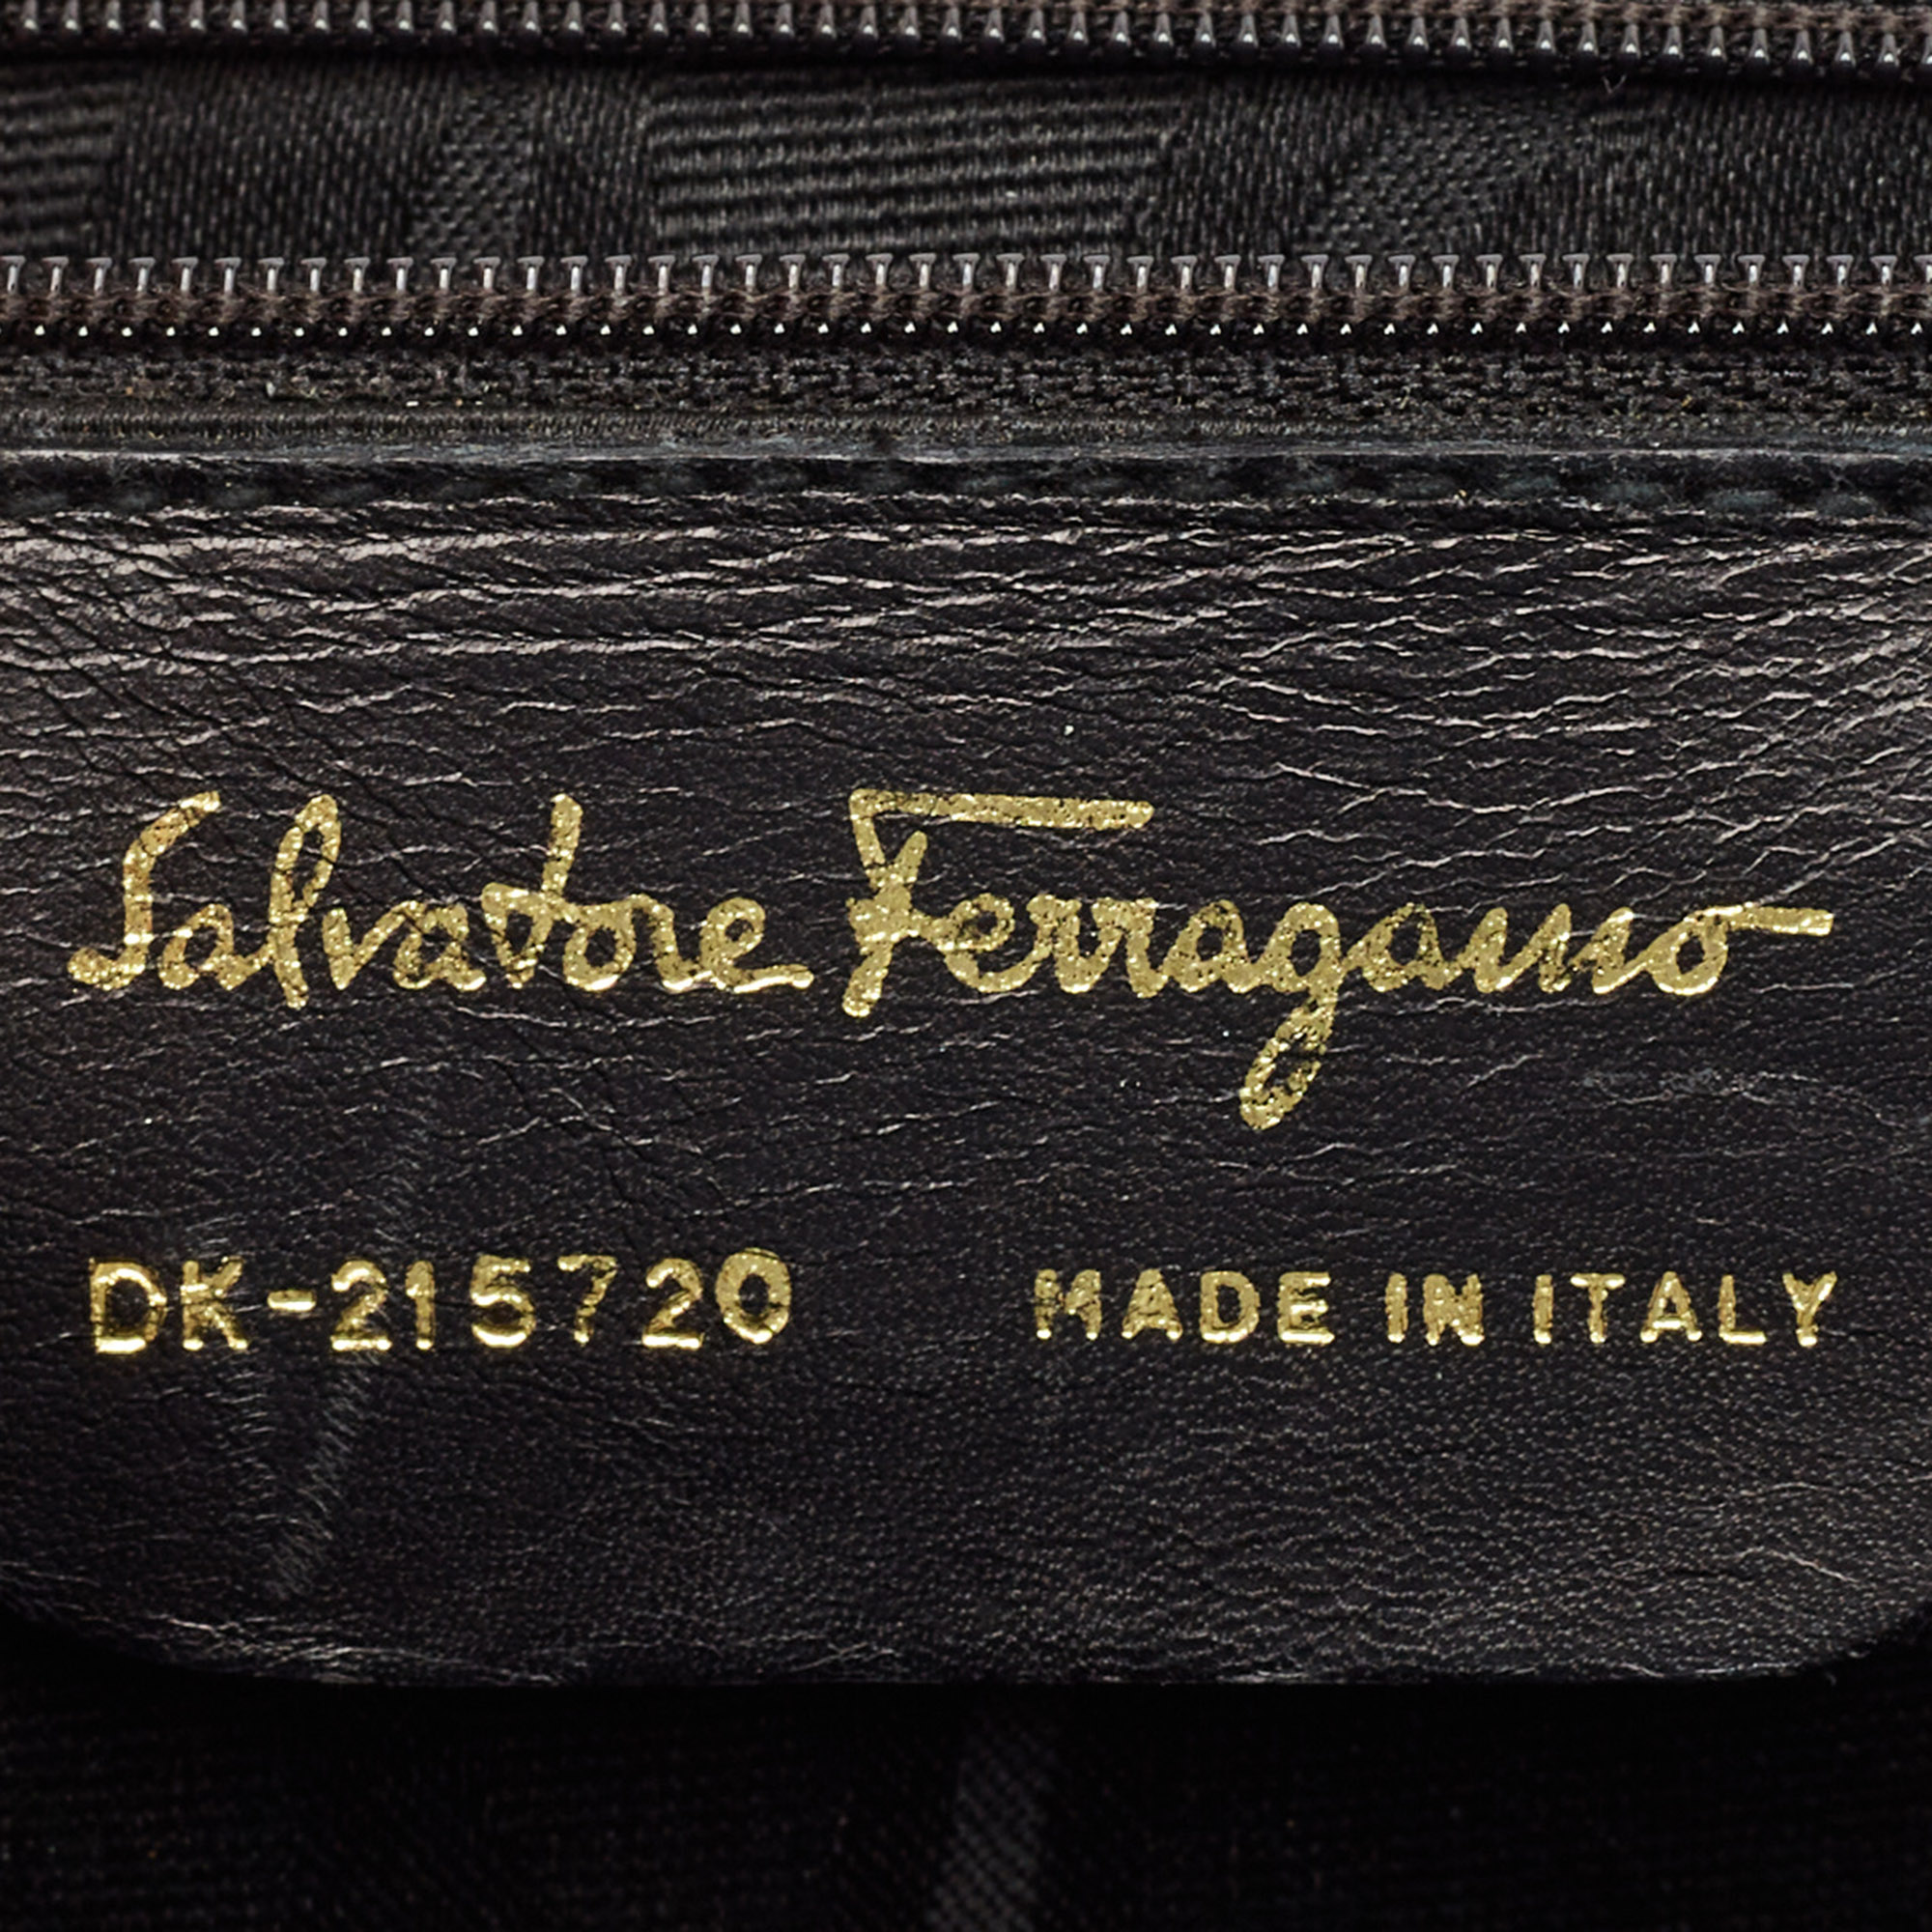 Salvatore Ferragamo
DK-215720 MADE IN ITALY